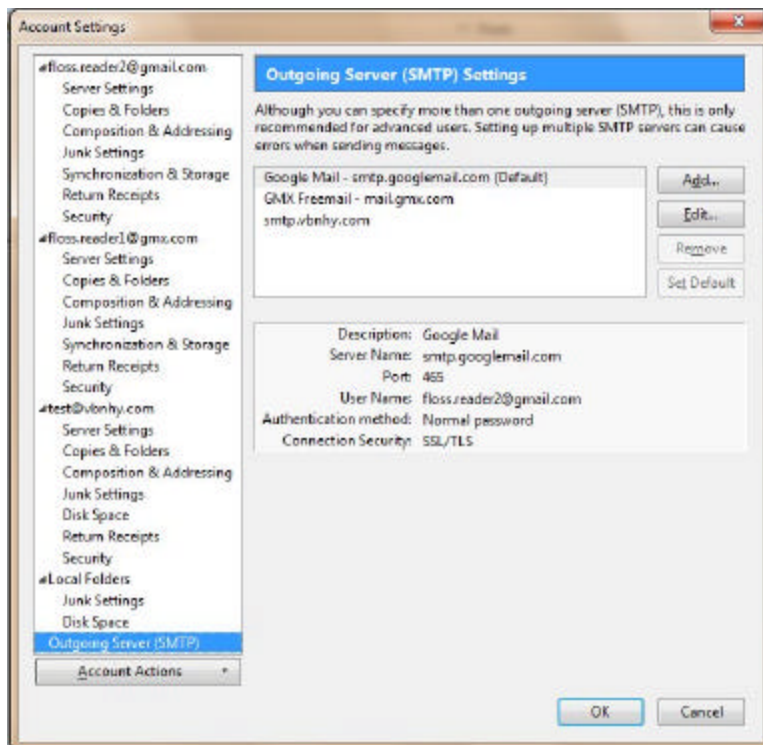 Account Settings
floss.reader2@gmail.com
Server Settings
Copies & Folders
Composition & Addressing
Junk Settings
Synchronization & Storage
Return Receipts
Security
floss.reader1@gmx.com
Server Settings
Copies & Folders
Composition & Addressing
Junk Settings
Synchronization & Storage
Return Receipts
Security
test@vbnhy.com
Server Settings
Copies & Folders
Composition & Addressing
Junk Settings
Disk Space
Return Receipts
Security
Local Folders
Junk Settings
Disk Space
Outgoing Server (SMTP)
Account Actions
Outgoing Server (SMTP) Settings
Although you can specify more than one outgoing server (SMTP), this is only
recommended for advanced users. Setting up multiple SMTP servers can cause
errors when sending messages.
Google Mail - smtp.googlemail.com (Default)
GMX Freemail - mail.gmx.com
smtp.vbnhy.com
Add...
Edit...
Remove
Set Default
Description: Google Mail
Server Name: smtp.googlemail.com
Port: 465
User Name: floss.reader2@gmail.com
Authentication method: Normal password
Connection Security: SSL/TLS
OK
Cancel